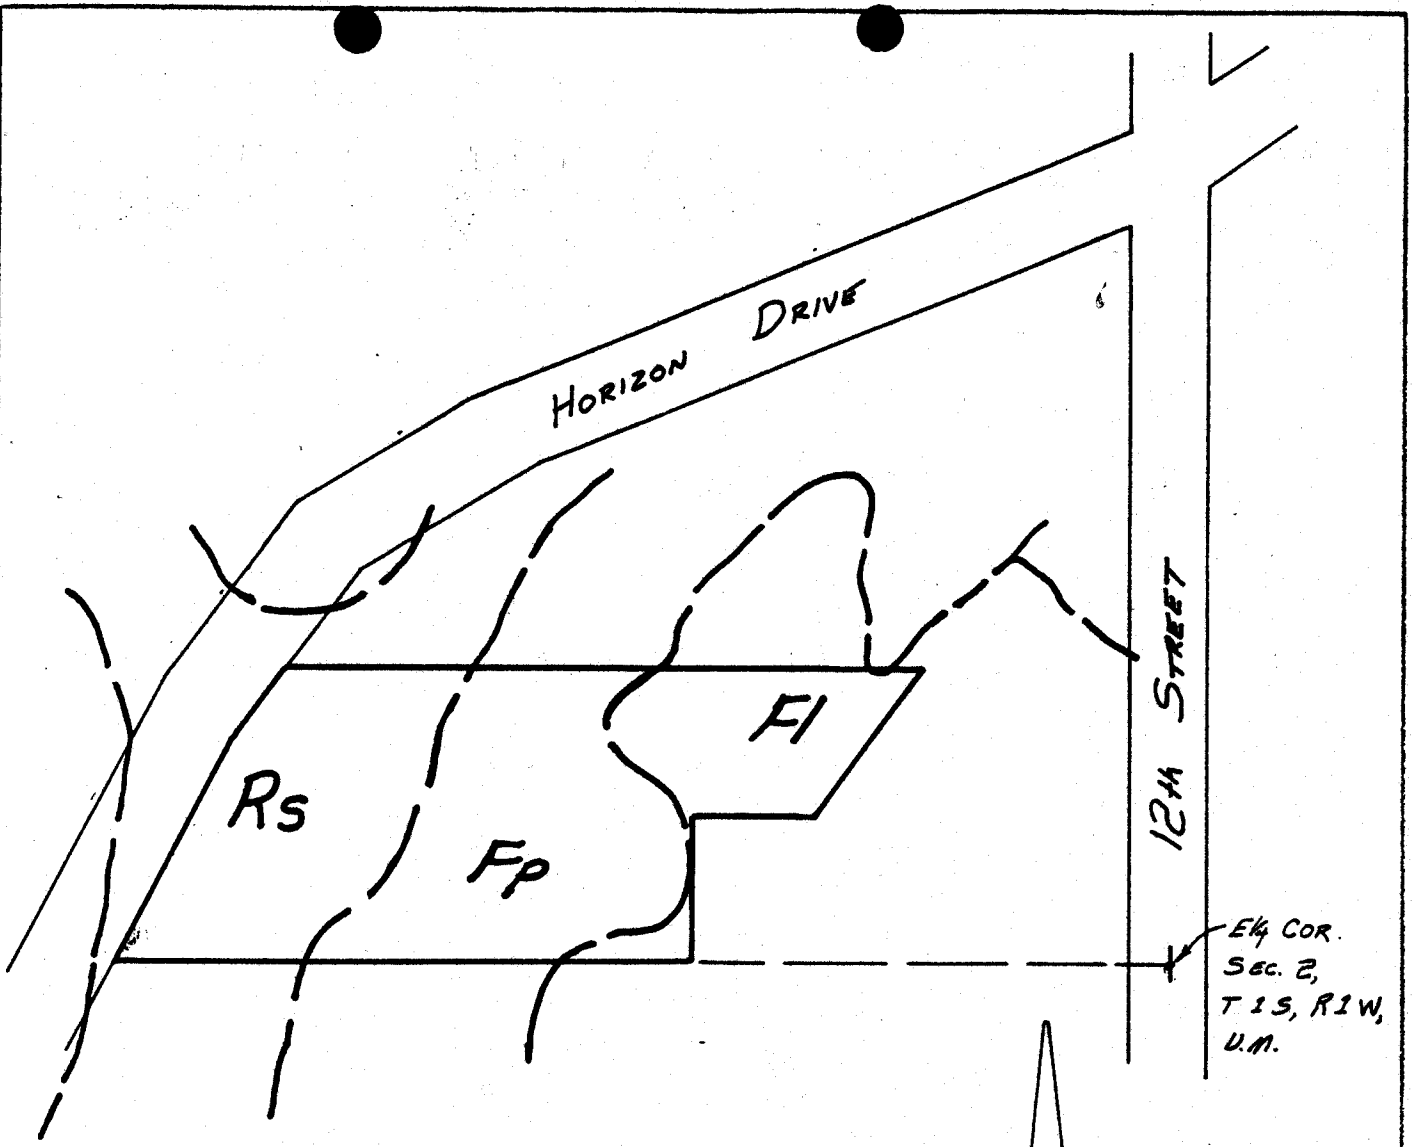 HORIZON DRIVE
12th STREET
Fl
Rs
Fp
E1/4 COR.
SEC. 2,
T 1 S, R 1 W,
U.M.